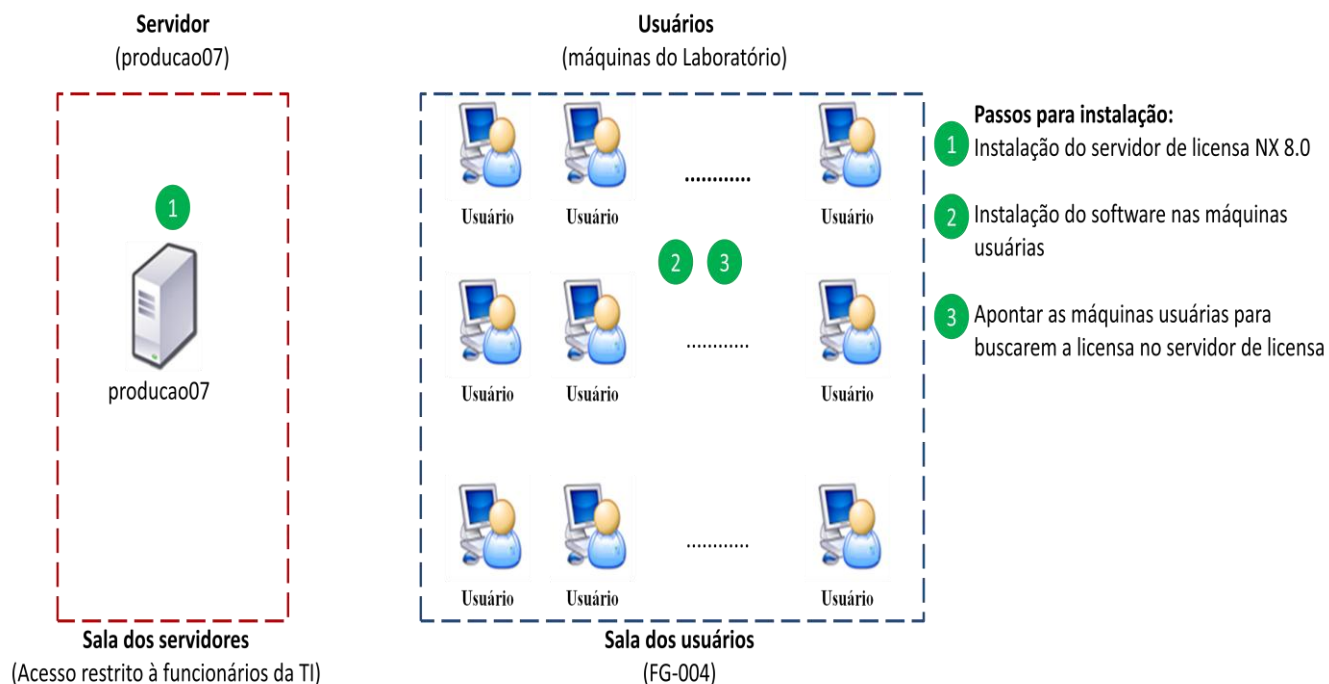 Servidor
(producao07)
1
producao07
Sala dos servidores
(Acesso restrito à funcionários da TI)
Usuários
(máquinas do Laboratório)
Usuário Usuário ............ Usuário
2 3
Usuário Usuário ............ Usuário
Usuário Usuário ............ Usuário
Sala dos usuários
(FG-004)
Passos para instalação:
1 Instalação do servidor de licensa NX 8.0
2 Instalação do software nas máquinas
usuárias
3 Apontar as máquinas usuárias para
buscarem a licensa no servidor de licensa